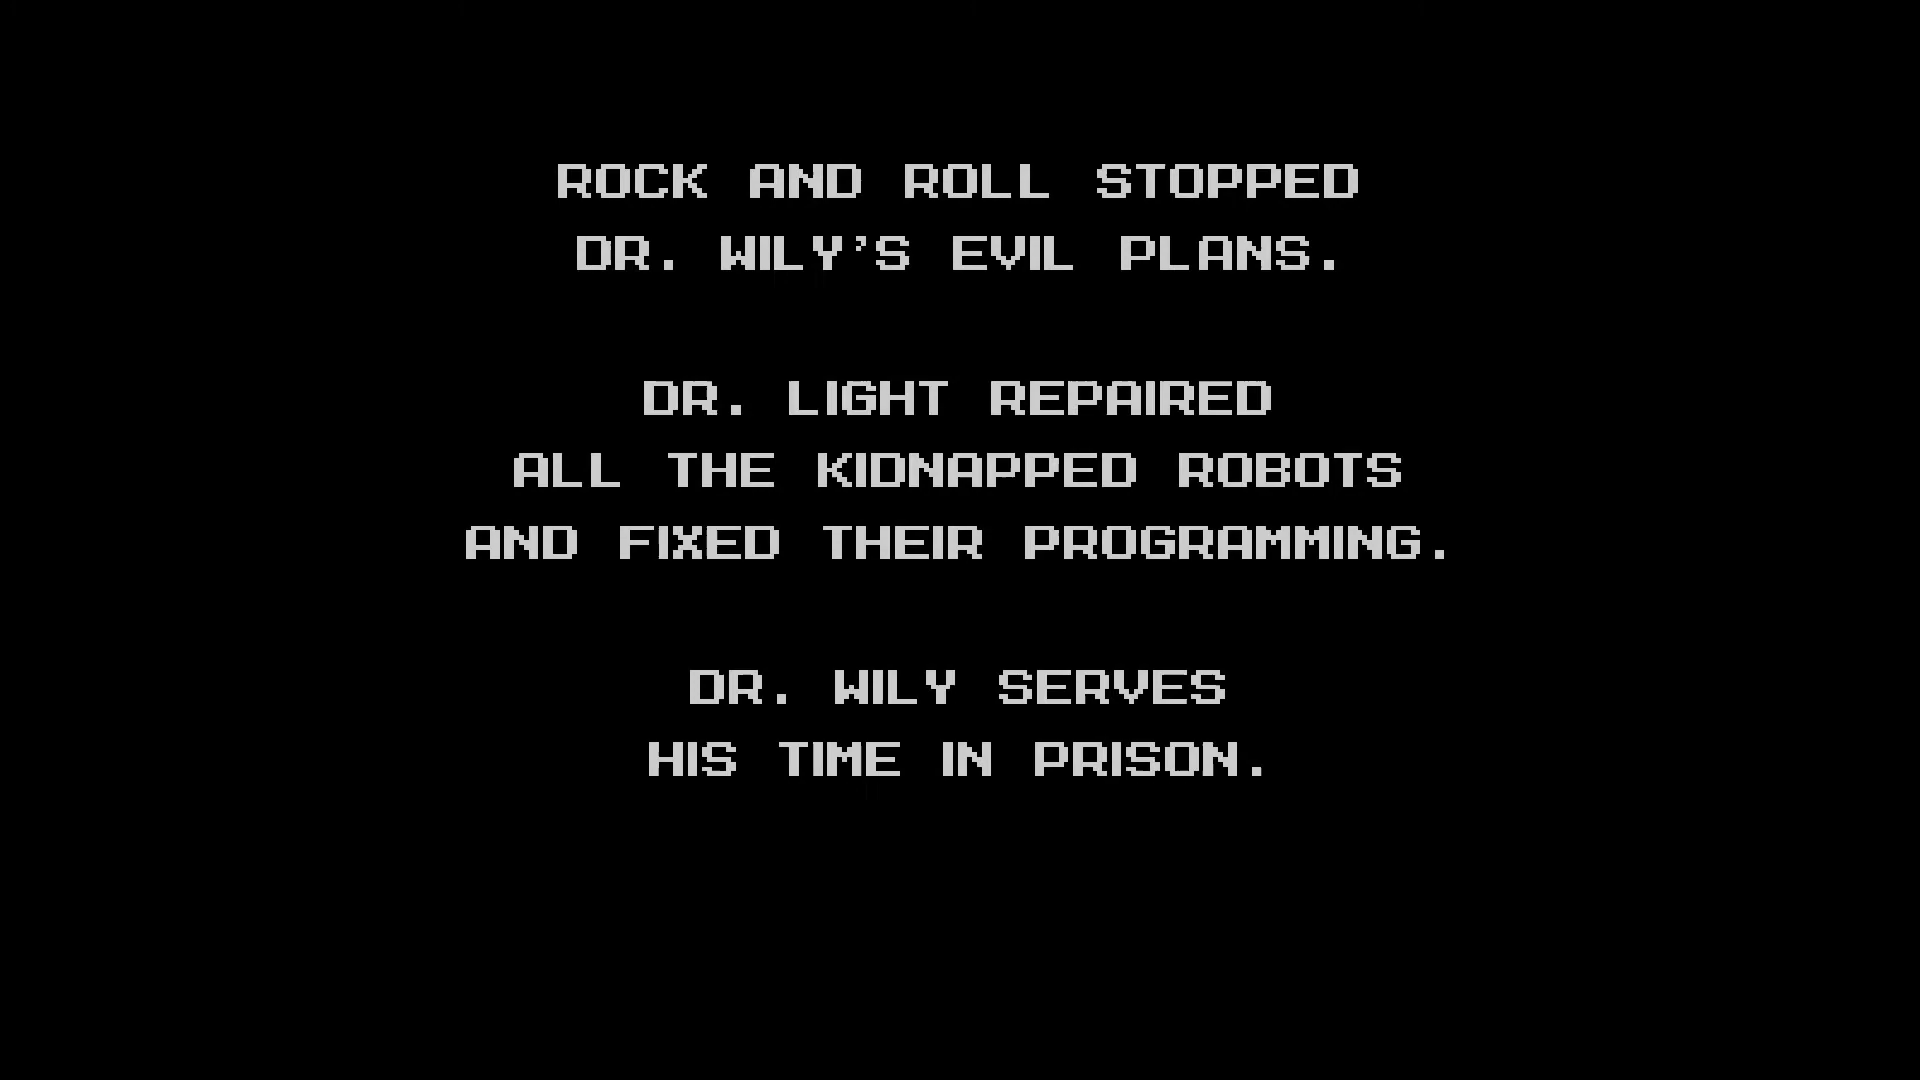 ROCK AND ROLL STOPPED
DR. WILY'S EVIL PLANS.
DR. LIGHT REPAIRED
ALL THE KIDNAPPED ROBOTS
AND FIXED THEIR PROGRAMMING.
DR. WILY SERVES
HIS TIME IN PRISON.